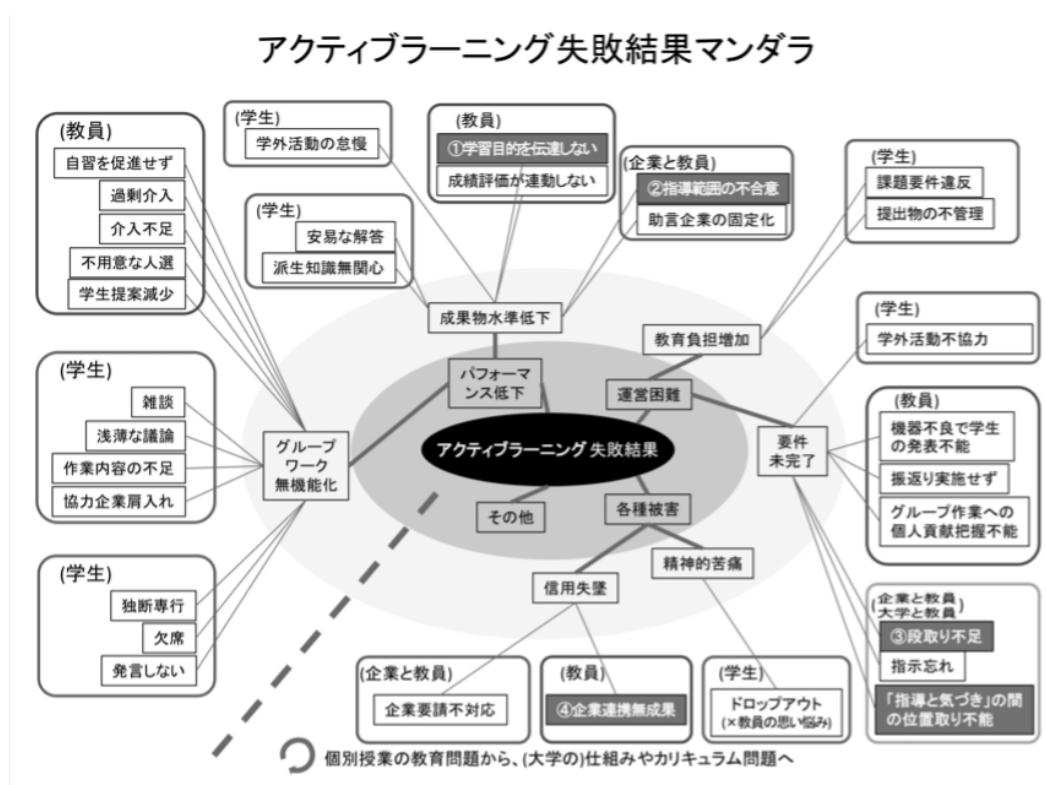 アクティブラーニング失敗結果マンダラ
(教員)
自習を促進せず
過剰介入
介入不足
不用意な人選
学生提案減少
(学生)
学外活動の怠慢
(学生)
安易な解答
派生知識無関心
(教員)
①学習目的を伝達しない
成績評価が連動しない
(企業と教員)
②指導範囲の不合意
助言企業の固定化
(学生)
課題要件違反
提出物の不管理
成果物水準低下
教育負担増加
(学生)
学外活動不協力
パフォーマ
ンス低下
運営困難
(学生)
雑談
浅薄な議論
作業内容の不足
協力企業肩入れ
グループ
ワーク
無機能化
アクティブラーニング 失敗結果
要件
未完了
(教員)
機器不良で学生
の発表不能
振返り実施せず
グループ作業への
個人貢献把握不能
その他
各種被害
精神的苦痛
信用失墜
(学生)
独断専行
欠席
発言しない
企業と教員
大学と教員)
③段取り不足
指示忘れ
「指導と気づき」の間
の位置取り不能
(企業と教員)
企業要請不対応
(教員)
④企業連携無成果
(学生)
ドロップアウト
(×教員の思い悩み)
個別授業の教育問題から、(大学の)仕組みやカリキュラム問題へ